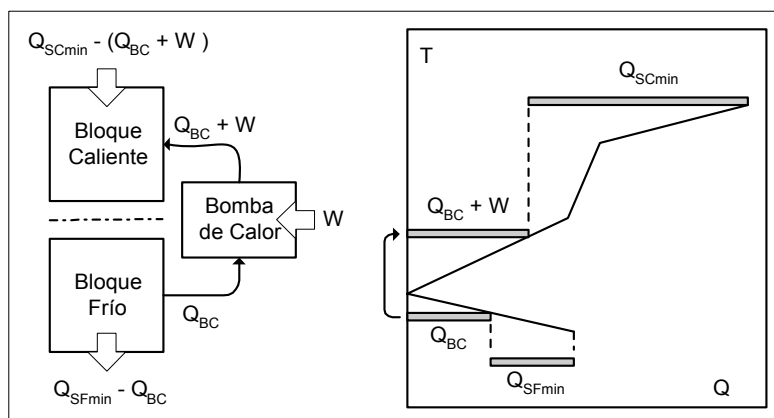 Q_SCmin - (Q_BC + W )
Bloque
Caliente
Q_BC + W
Bomba
de Calor
W
Bloque
Frío
Q_BC
Q_SFmin - Q_BC
T
Q_SCmin
Q_BC + W
Q_BC
Q_SFmin
Q